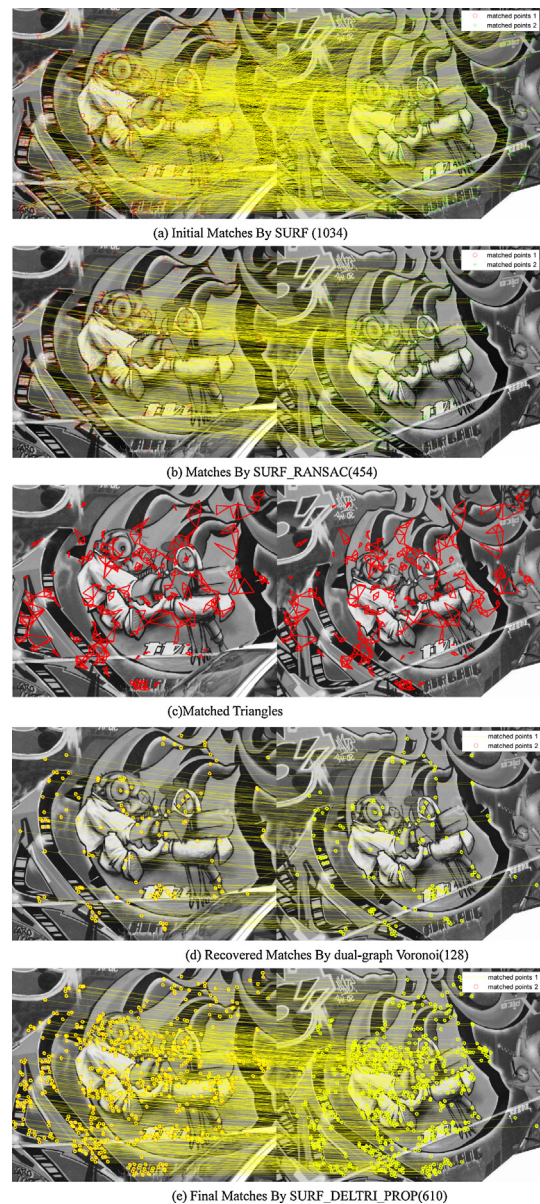 matched points 1
matched points 2
(a) Initial Matches By SURF (1034)
matched points 1
matched points 2
(b) Matches By SURF_RANSAC(454)
(c)Matched Triangles
matched points 1
matched points 2
(d) Recovered Matches By dual-graph Voronoi(128)
matched points 1
matched points 2
(e) Final Matches By SURF_DELTRI_PROP(610)